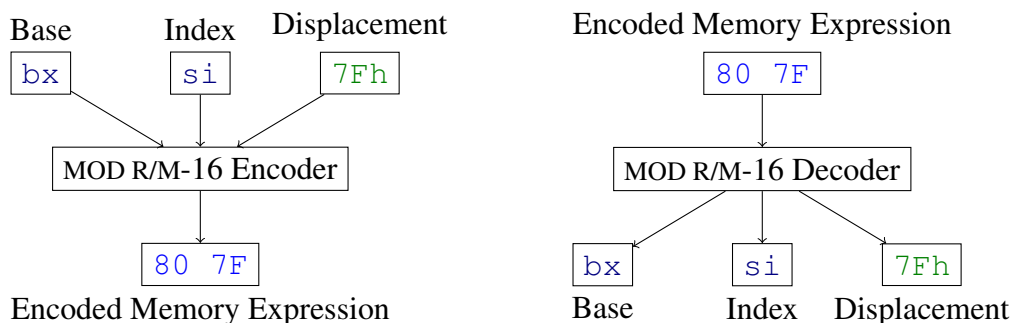 Base Index Displacement
bx si 7Fh
MOD R/M-16 Encoder
80 7F
Encoded Memory Expression
Encoded Memory Expression
80 7F
MOD R/M-16 Decoder
bx si 7Fh
Base Index Displacement